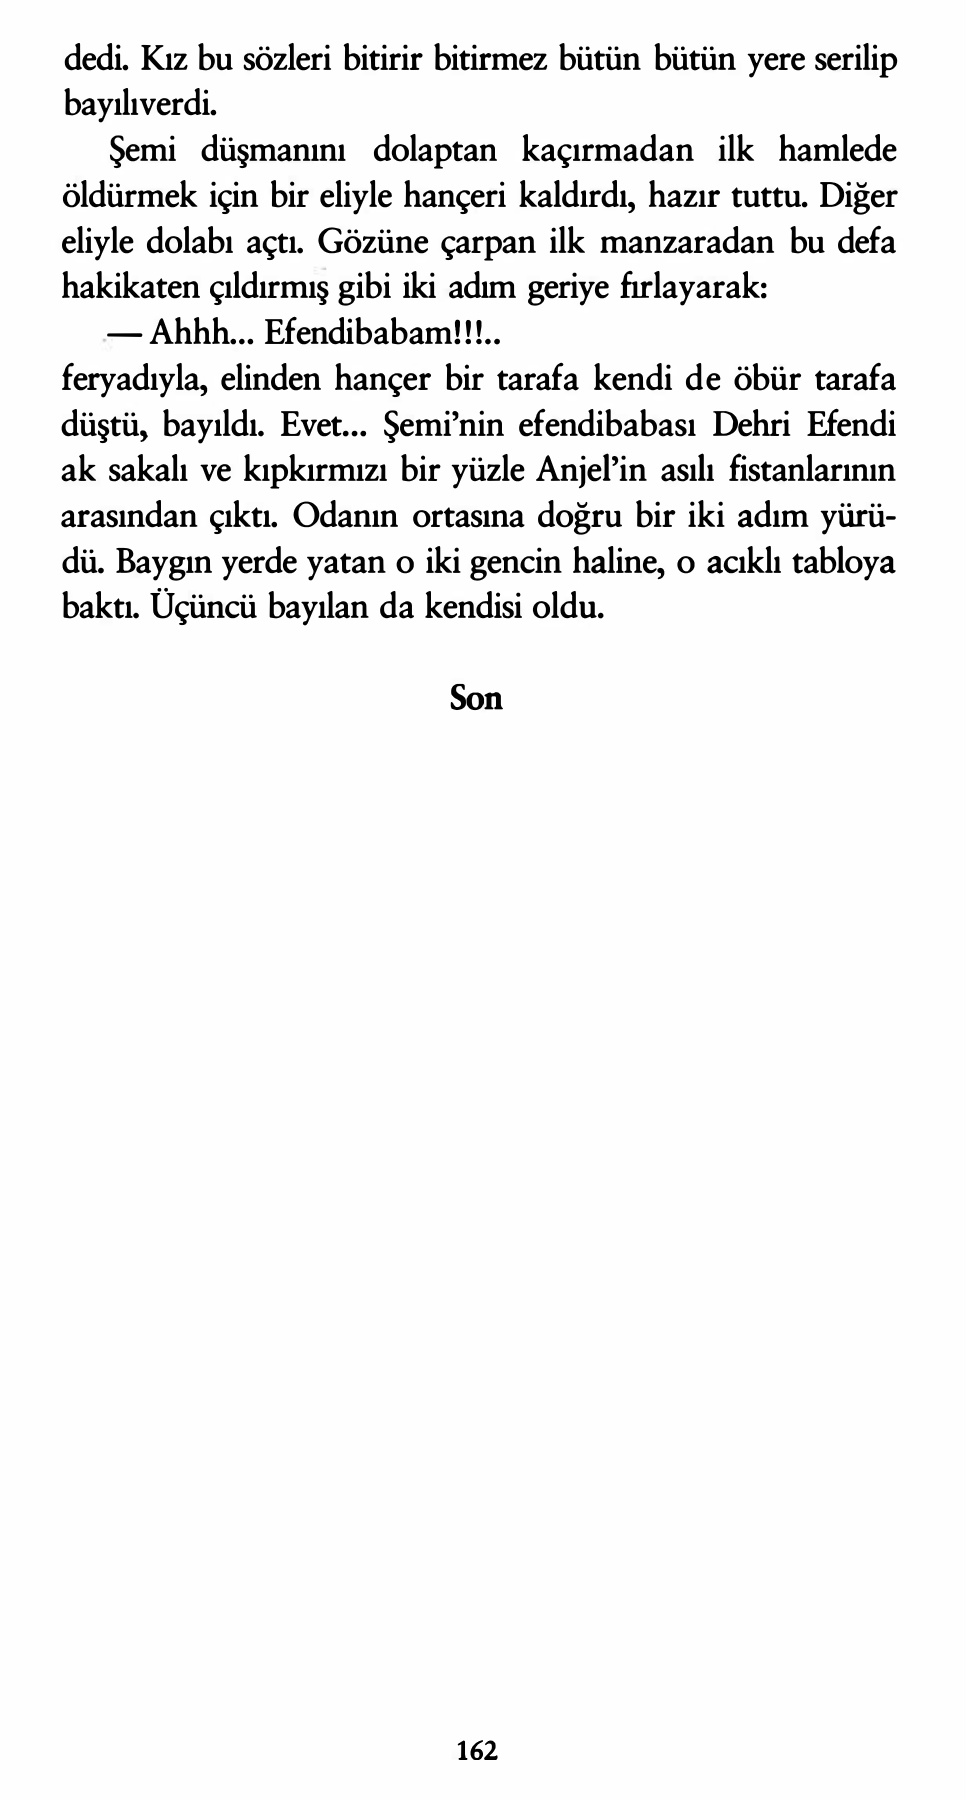 dedi. Kız bu sözleri bitirir bitirmez bütün bütün yere serilip
bayılıverdi.
Şemi düşmanını dolaptan kaçırmadan ilk hamlede
öldürmek için bir eliyle hançeri kaldırdı, hazır tuttu. Diğer
eliyle dolabı açtı. Gözüne çarpan ilk manzaradan bu defa
hakikaten çıldırmış gibi iki adım geriye fırlayarak:
— Ahhh... Efendibabam!!!..
feryadıyla, elinden hançer bir tarafa kendi de öbür tarafa
düştü, bayıldı. Evet... Şemi’nin efendibabası Dehri Efendi
ak sakalı ve kıpkırmızı bir yüzle Anjel’in asılı fistanlarının
arasından çıktı. Odanın ortasına doğru bir iki adım yürü-
dü. Baygın yerde yatan o iki gencin haline, o acıklı tabloya
baktı. Üçüncü bayılan da kendisi oldu.
Son
162